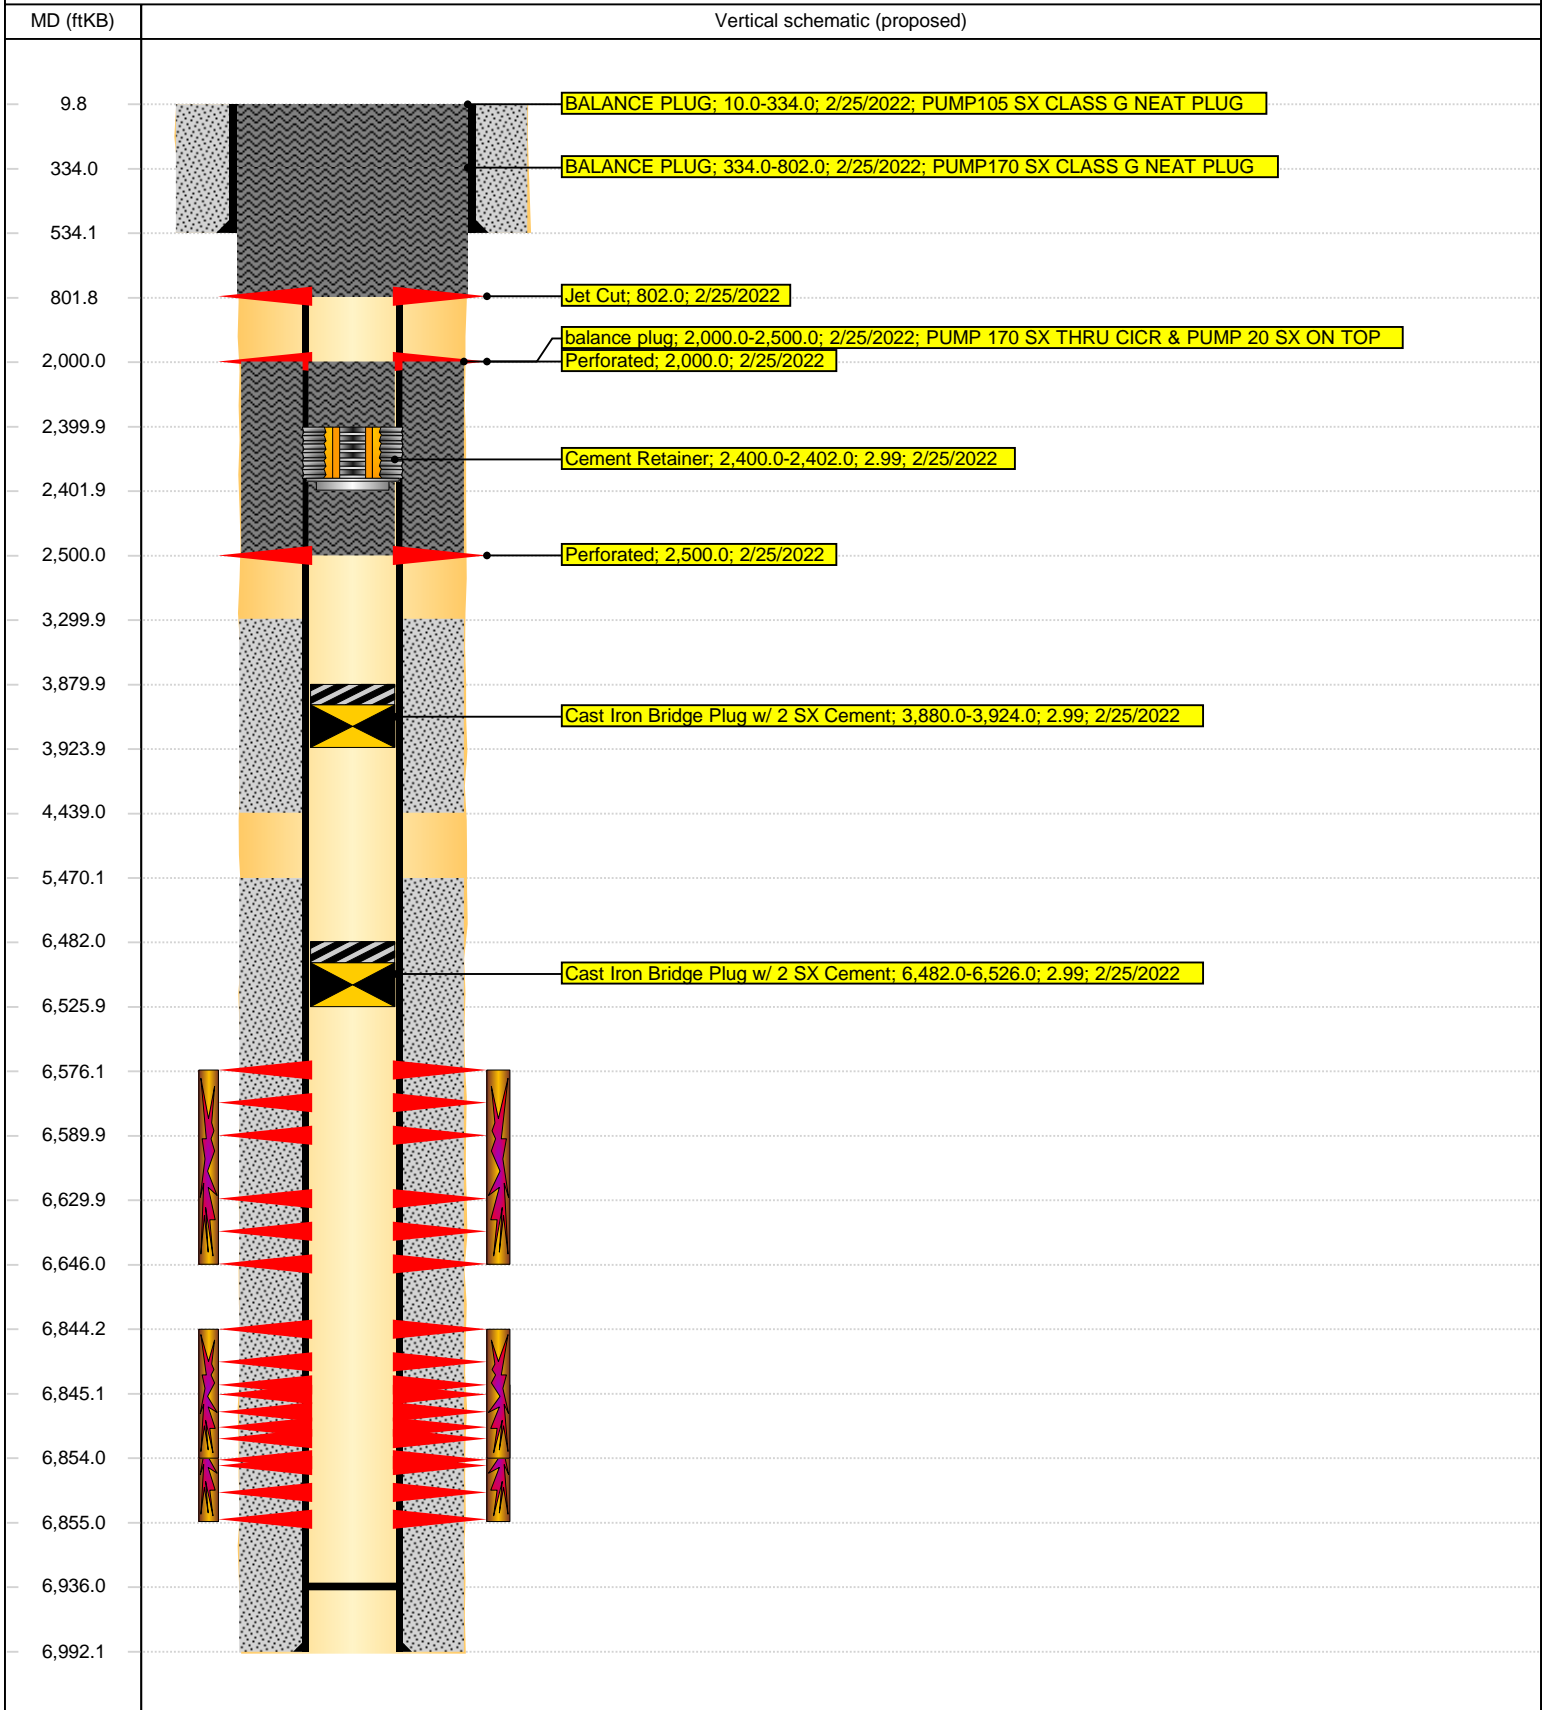 MD (ftKB)
Vertical schematic (proposed)
9.8
BALANCE PLUG; 10.0-334.0; 2/25/2022; PUMP105 SX CLASS G NEAT PLUG
334.0
BALANCE PLUG; 334.0-802.0; 2/25/2022; PUMP170 SX CLASS G NEAT PLUG
534.1
801.8
Jet Cut; 802.0; 2/25/2022
balance plug; 2,000.0-2,500.0; 2/25/2022; PUMP 170 SX THRU CICR & PUMP 20 SX ON TOP
2,000.0
Perforated; 2,000.0; 2/25/2022
2,399.9
Cement Retainer; 2,400.0-2,402.0; 2.99; 2/25/2022
2,401.9
2,500.0
Perforated; 2,500.0; 2/25/2022
3,299.9
3,879.9
Cast Iron Bridge Plug w/ 2 SX Cement; 3,880.0-3,924.0; 2.99; 2/25/2022
3,923.9
4,439.0
5,470.1
6,482.0
Cast Iron Bridge Plug w/ 2 SX Cement; 6,482.0-6,526.0; 2.99; 2/25/2022
6,525.9
6,576.1
6,589.9
6,629.9
6,646.0
6,844.2
6,845.1
6,854.0
6,855.0
6,936.0
6,992.1